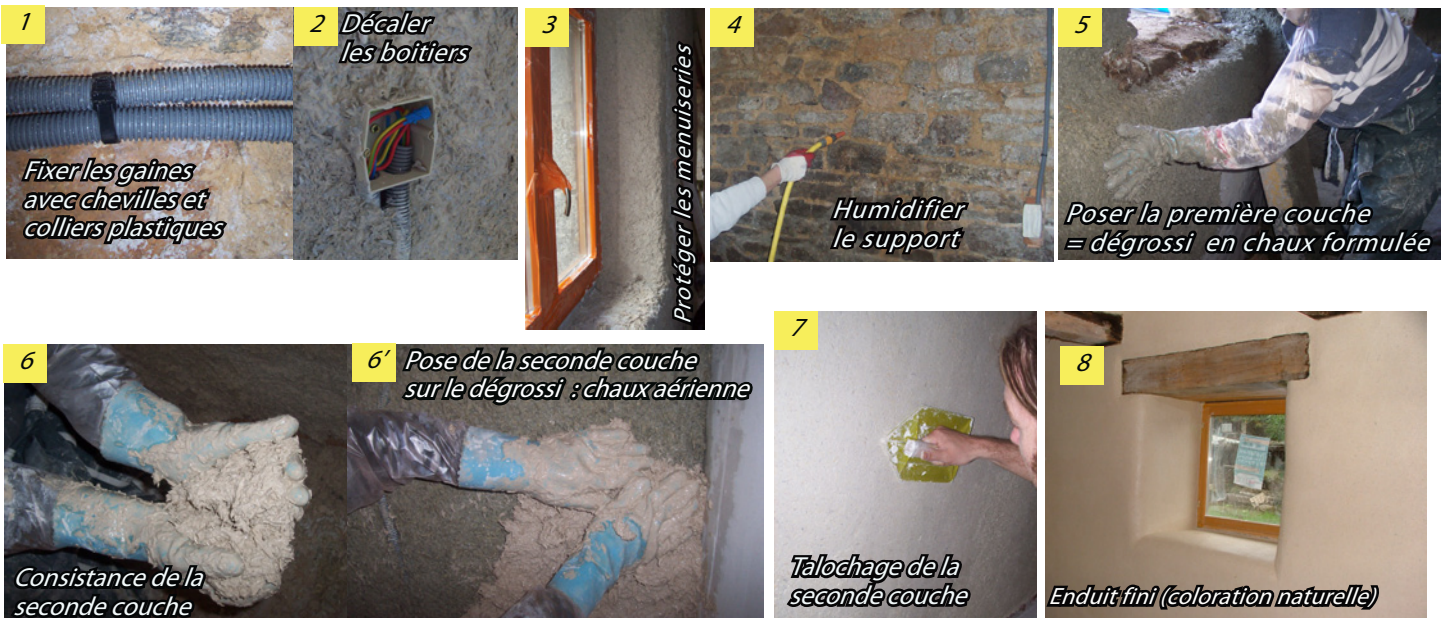 1
Fixer les gaines
avec chevilles et
colliers plastiques
2
Décaler
les boitiers
3
Protéger les menuiseries
4
Humidifier
le support
5
Poser la première couche
= dégrossi en chaux formulée
6
Consistance de la
seconde couche
6'
Pose de la seconde couche
sur le dégrossi : chaux aérienne
7
Talochage de la
seconde couche
8
Enduit fini (coloration naturelle)